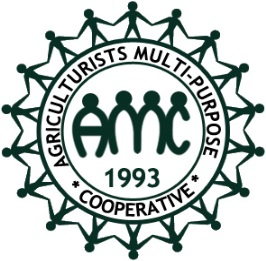 AGRICULTURISTS MULTI-PURPOSE
AMC
1993
* COOPERATIVE *